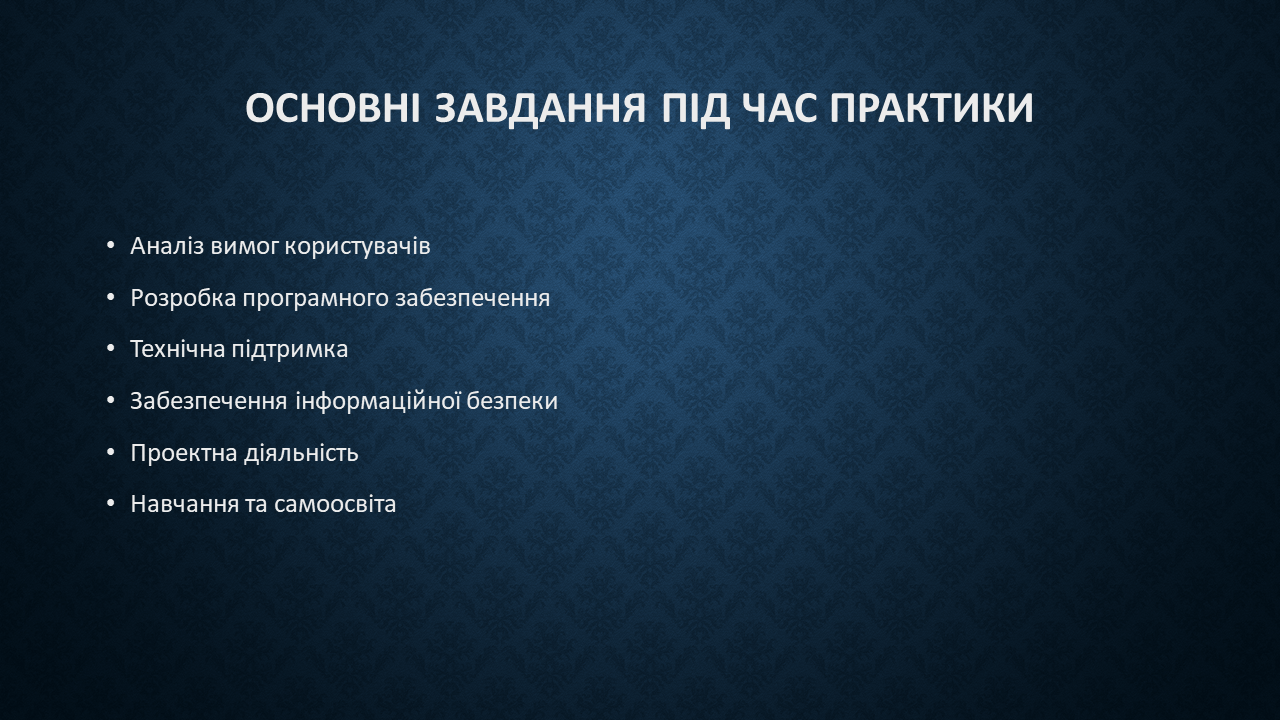 ОСНОВНІ ЗАВДАННЯ ПІД ЧАС ПРАКТИКИ
• Аналіз вимог користувачів
• Розробка програмного забезпечення
• Технічна підтримка
• Забезпечення інформаційної безпеки
• Проектна діяльність
• Навчання та самоосвіта